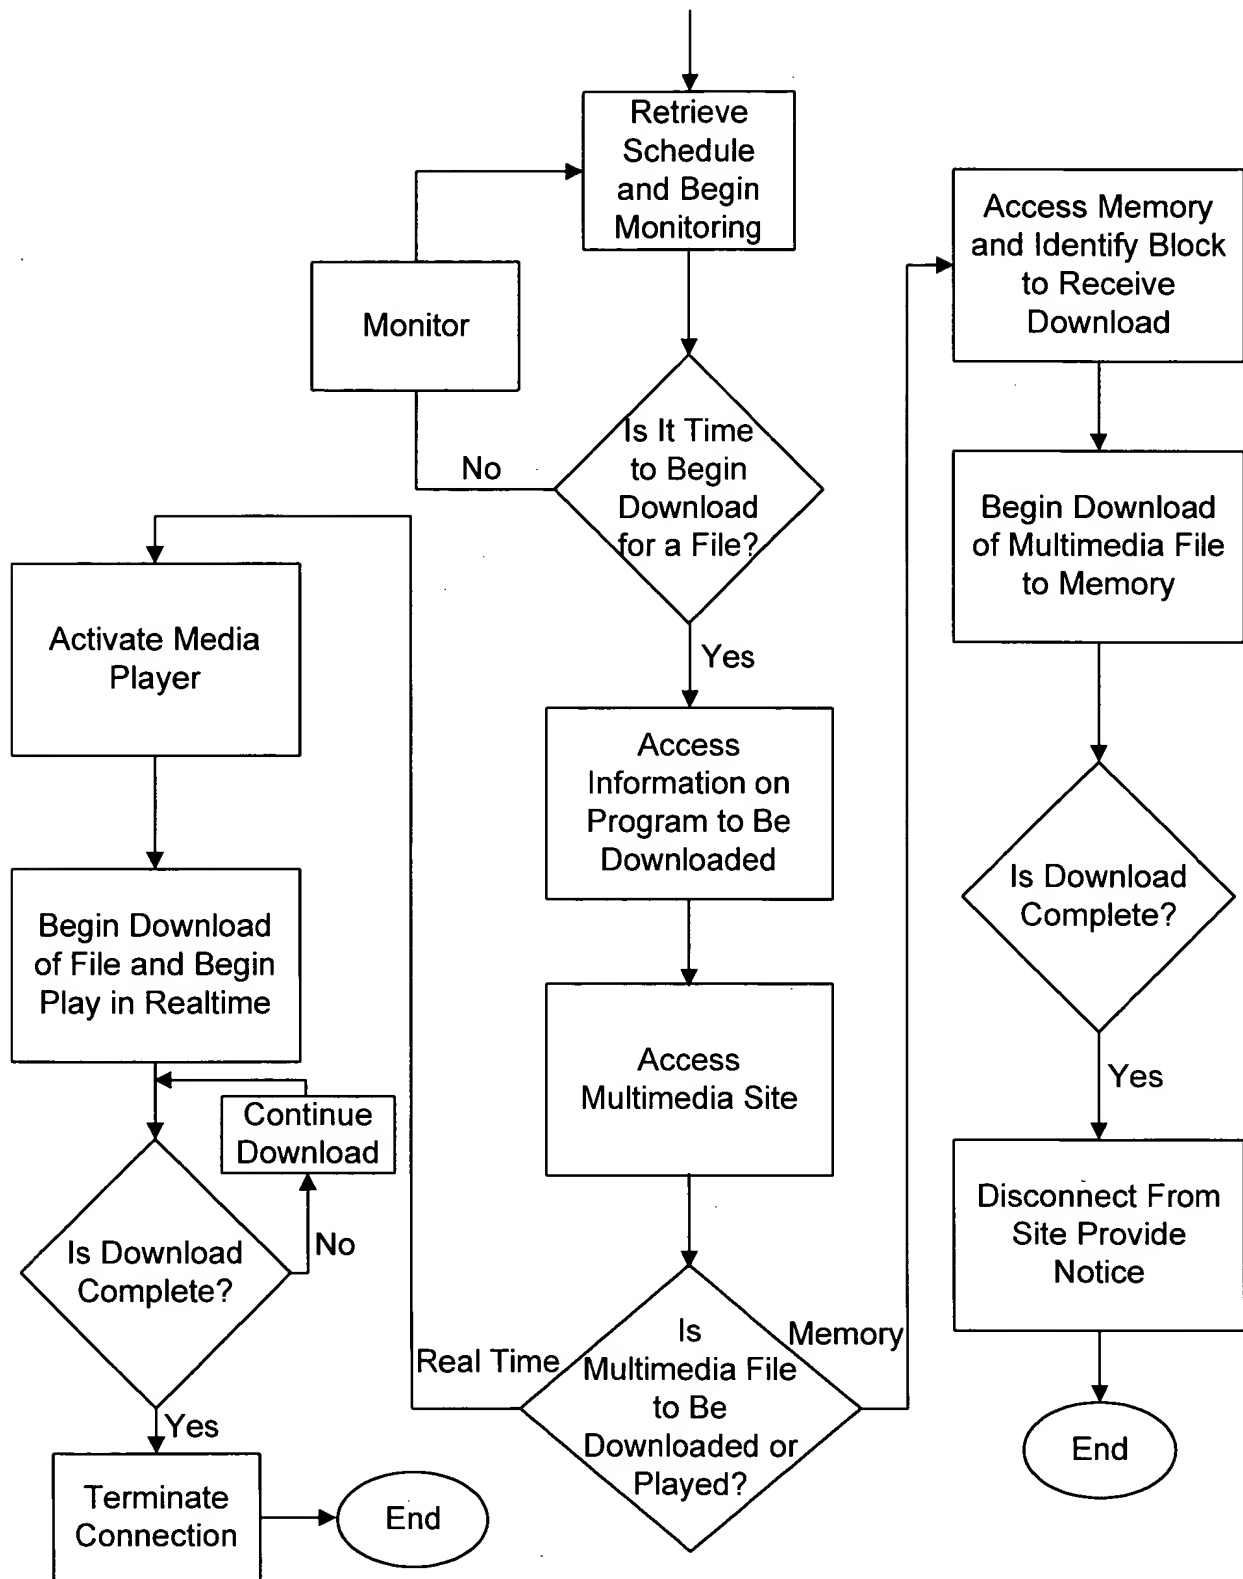 Retrieve
Schedule
and Begin
Monitoring
Monitor
Is It Time
to Begin
Download
for a File?
No
Yes
Access
Information on
Program to Be
Downloaded
Access
Multimedia Site
Is
Multimedia File
to Be
Downloaded or
Played?
Real Time
Memory
Activate Media
Player
Begin Download
of File and Begin
Play in Realtime
Continue
Download
Is Download
Complete?
No
Yes
Terminate
Connection
End
Access Memory
and Identify Block
to Receive
Download
Begin Download
of Multimedia File
to Memory
Is Download
Complete?
Yes
Disconnect From
Site Provide
Notice
End